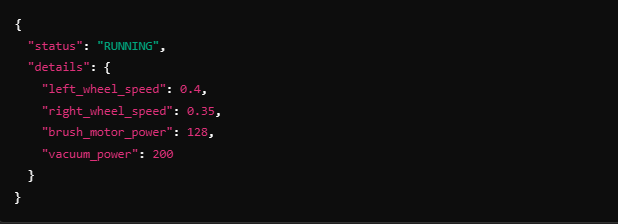 {
  "status": "RUNNING",
  "details": {
    "left_wheel_speed": 0.4,
    "right_wheel_speed": 0.35,
    "brush_motor_power": 128,
    "vacuum_power": 200
  }
}